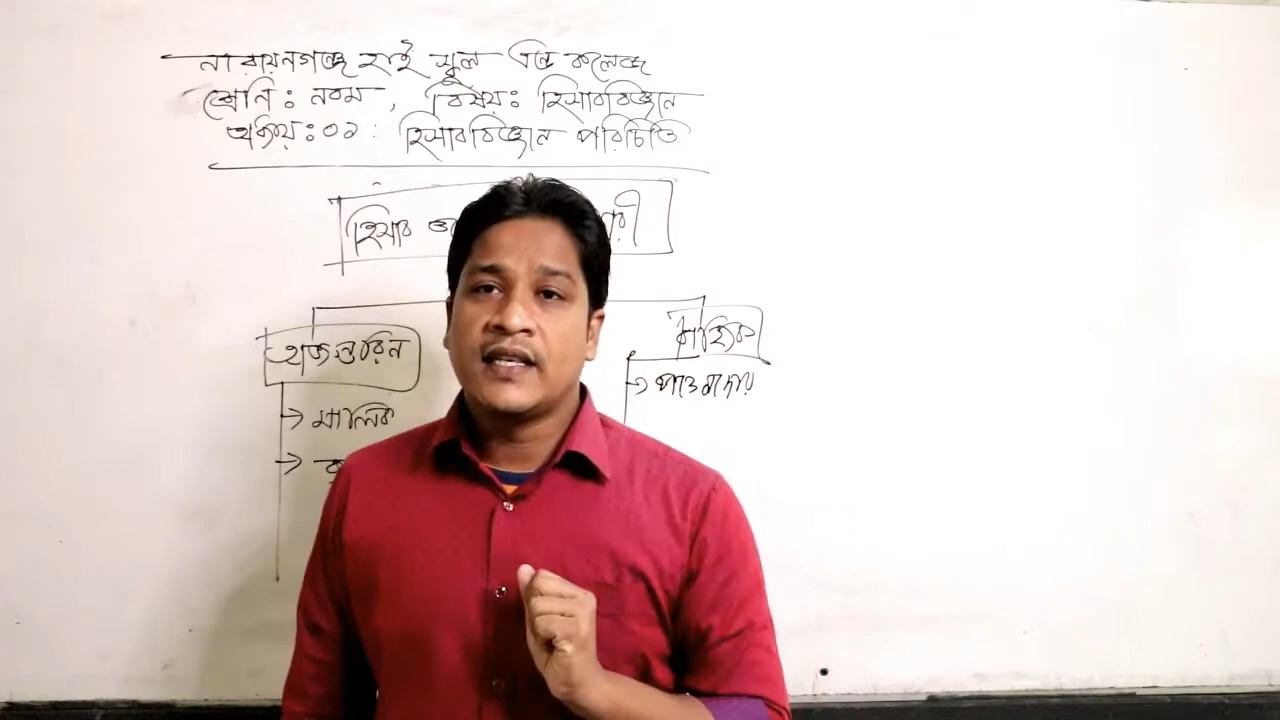 নারায়নগঞ্জ হাই স্কুল এন্ড কলেজ
শ্রেনি : নবম , বিষয় : হিসাববিজ্ঞান
অধ্যায় : ০১ : হিসাববিজ্ঞান পরিচিতি
হিসাব
অভ্যন্তরিন
বাহ্যিক
→ মালিক
→ পাওনাদার